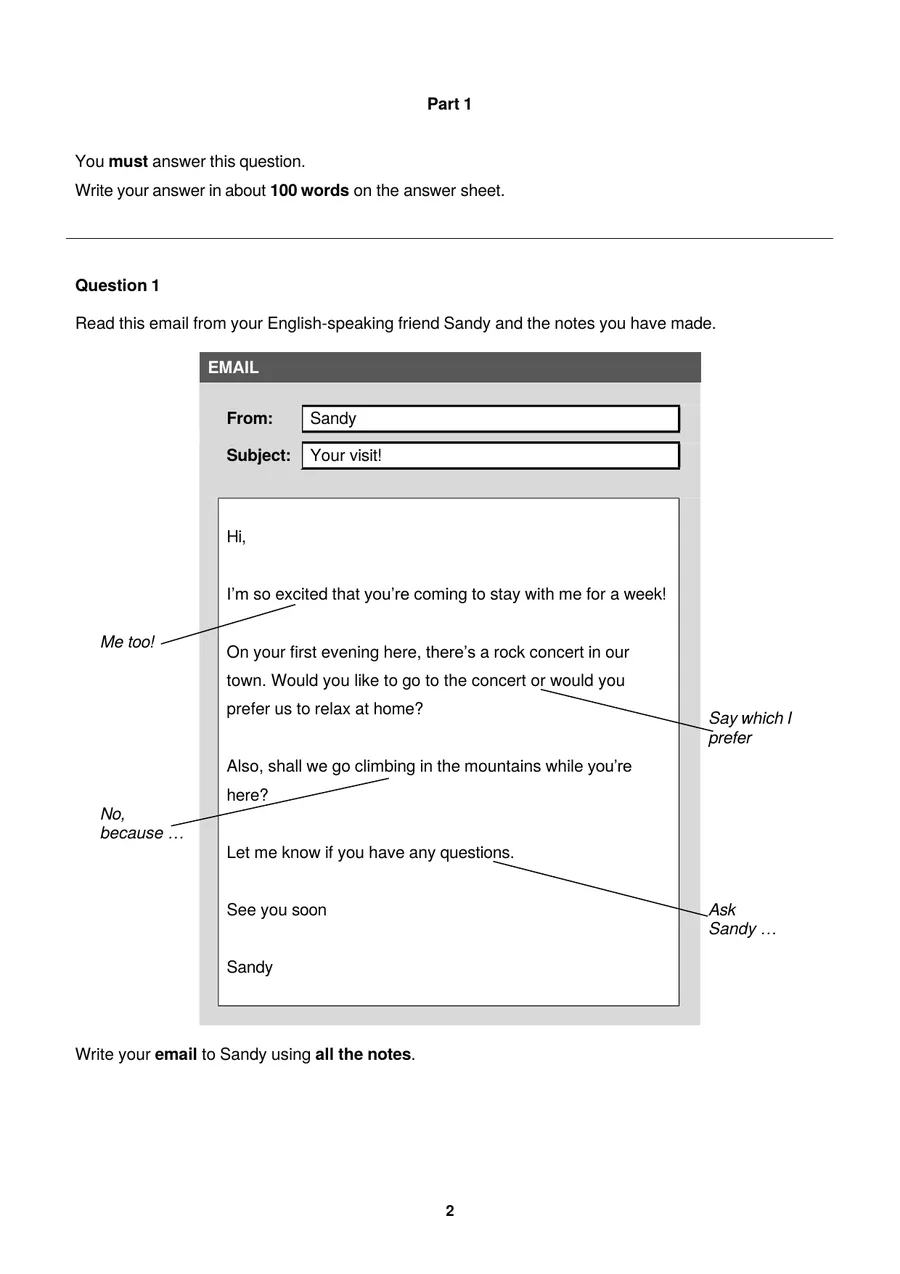 Part 1
You must answer this question.
Write your answer in about 100 words on the answer sheet.
Question 1
Read this email from your English-speaking friend Sandy and the notes you have made.
EMAIL
From: Sandy
Subject: Your visit!
Hi,
I'm so excited that you're coming to stay with me for a week!
Me too!
On your first evening here, there's a rock concert in our
town. Would you like to go to the concert or would you
prefer us to relax at home?
Say which I
prefer
Also, shall we go climbing in the mountains while you're
here?
No,
because …
Let me know if you have any questions.
See you soon
Ask
Sandy …
Sandy
Write your email to Sandy using all the notes.
2